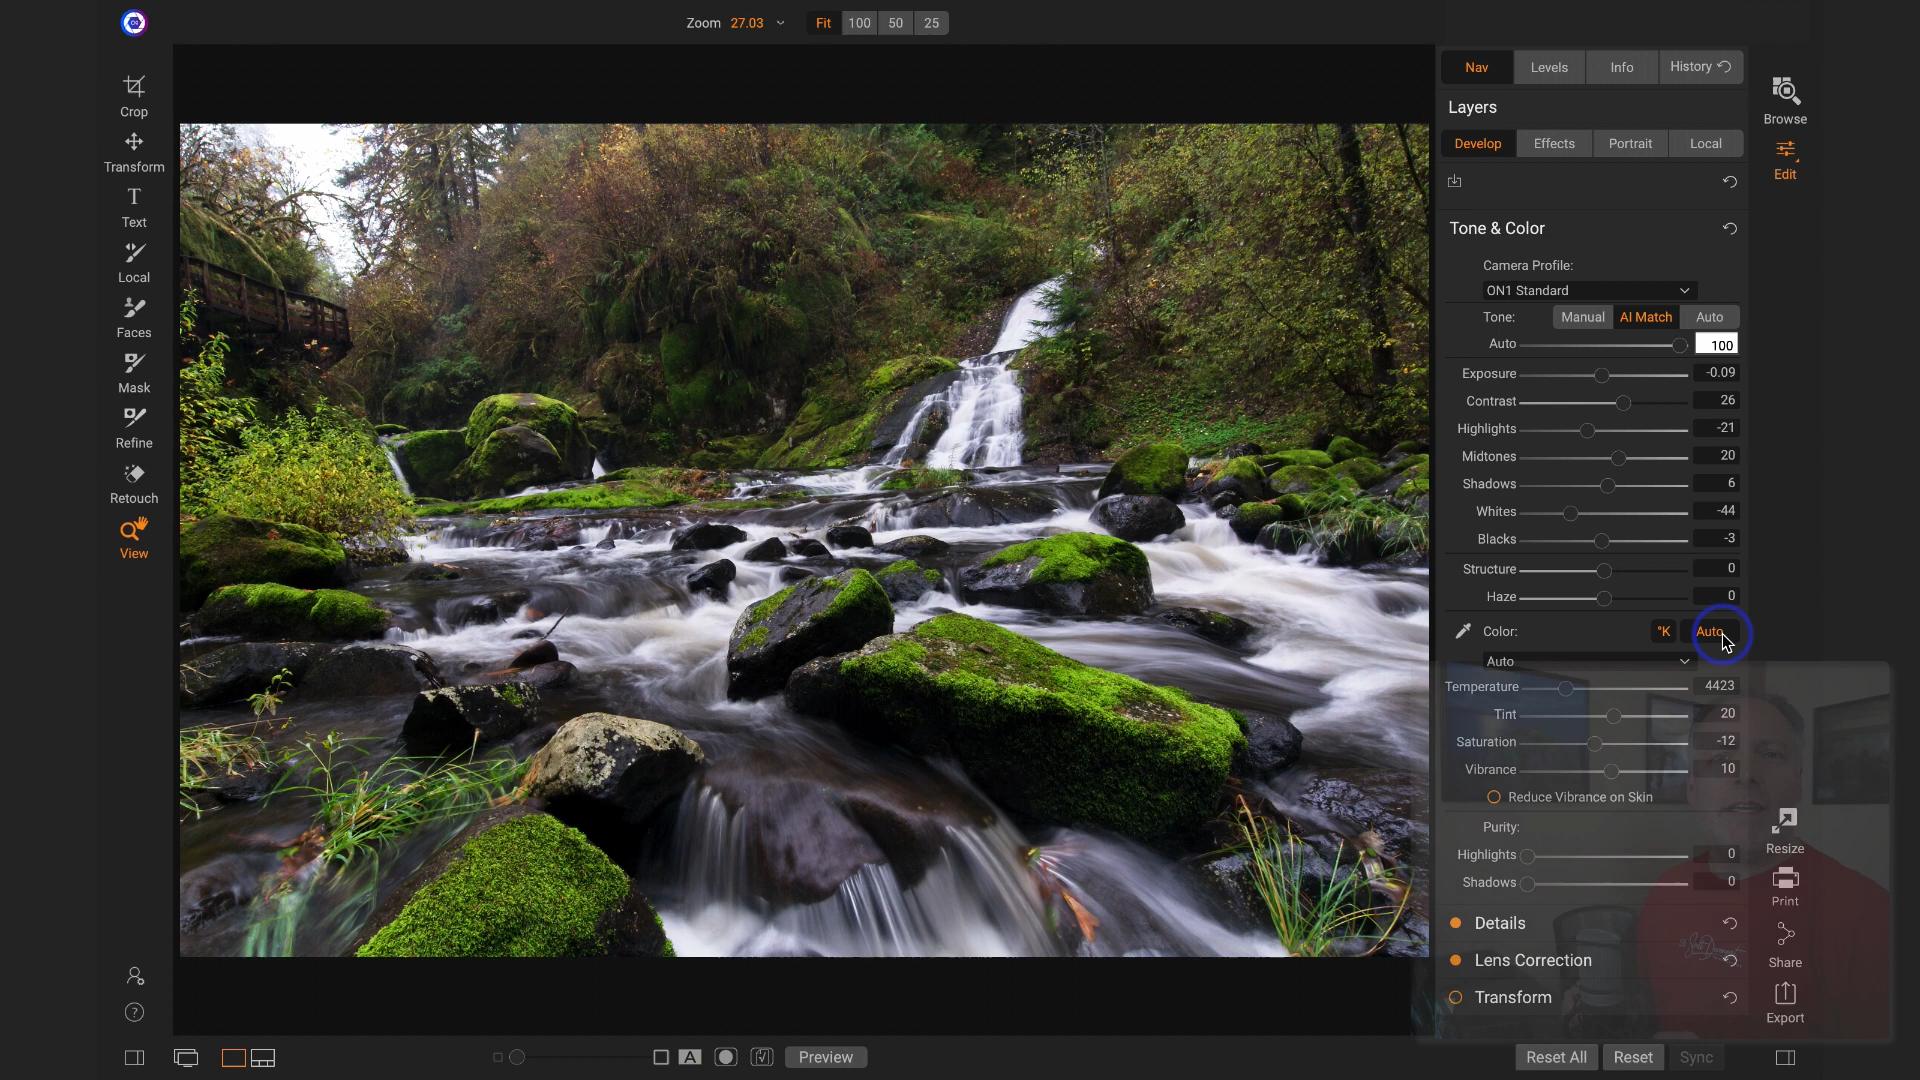 Zoom 27.03 Fit 100 50 25
Crop
Transform
Text
Local
Faces
Mask
Refine
Retouch
View
Nav Levels Info History
Layers
Develop Effects Portrait Local
Tone & Color
Camera Profile:
ON1 Standard
Tone: Manual AI Match Auto
Auto 100
Exposure -0.09
Contrast 26
Highlights -21
Midtones 20
Shadows 6
Whites -44
Blacks -3
Structure 0
Haze 0
Color: °K Auto
Auto
Temperature 4423
Tint 20
Saturation -12
Vibrance 10
Reduce Vibrance on Skin
Purity:
Highlights 0
Shadows 0
Details
Lens Correction
Transform
Browse
Edit
Resize
Print
Share
Export
?
A
Preview
Reset All Reset Sync